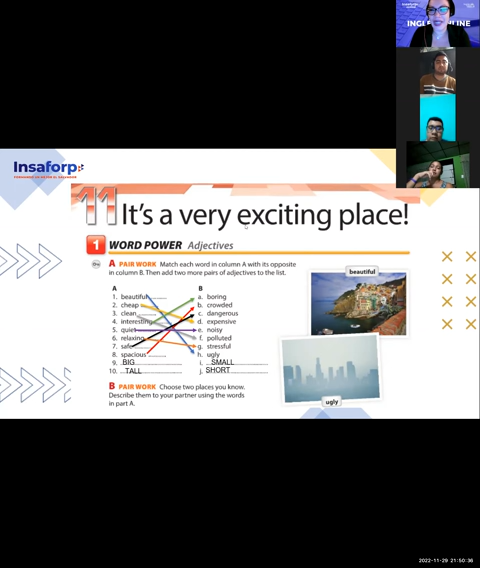 INGL
LINE
Insaforp
11 It's a very exciting place!
1 WORD POWER Adjectives
A PAIR WORK Match each word in column A with its opposite
in column B. Then add two more pairs of adjectives to the list.
A
B
1. beautiful
a. boring
2. cheap
b. crowded
3. clean
c. dangerous
4. interesting
d. expensive
5. quiet
e. noisy
6. relaxing
f. polluted
7. safe
g. stressful
8. spacious
h. ugly
9. BIG
i. SMALL
10. TALL
j. SHORT
B PAIR WORK Choose two places you know.
Describe them to your partner using the words
in part A.
beautiful
ugly
2022-11-29 21:50:36